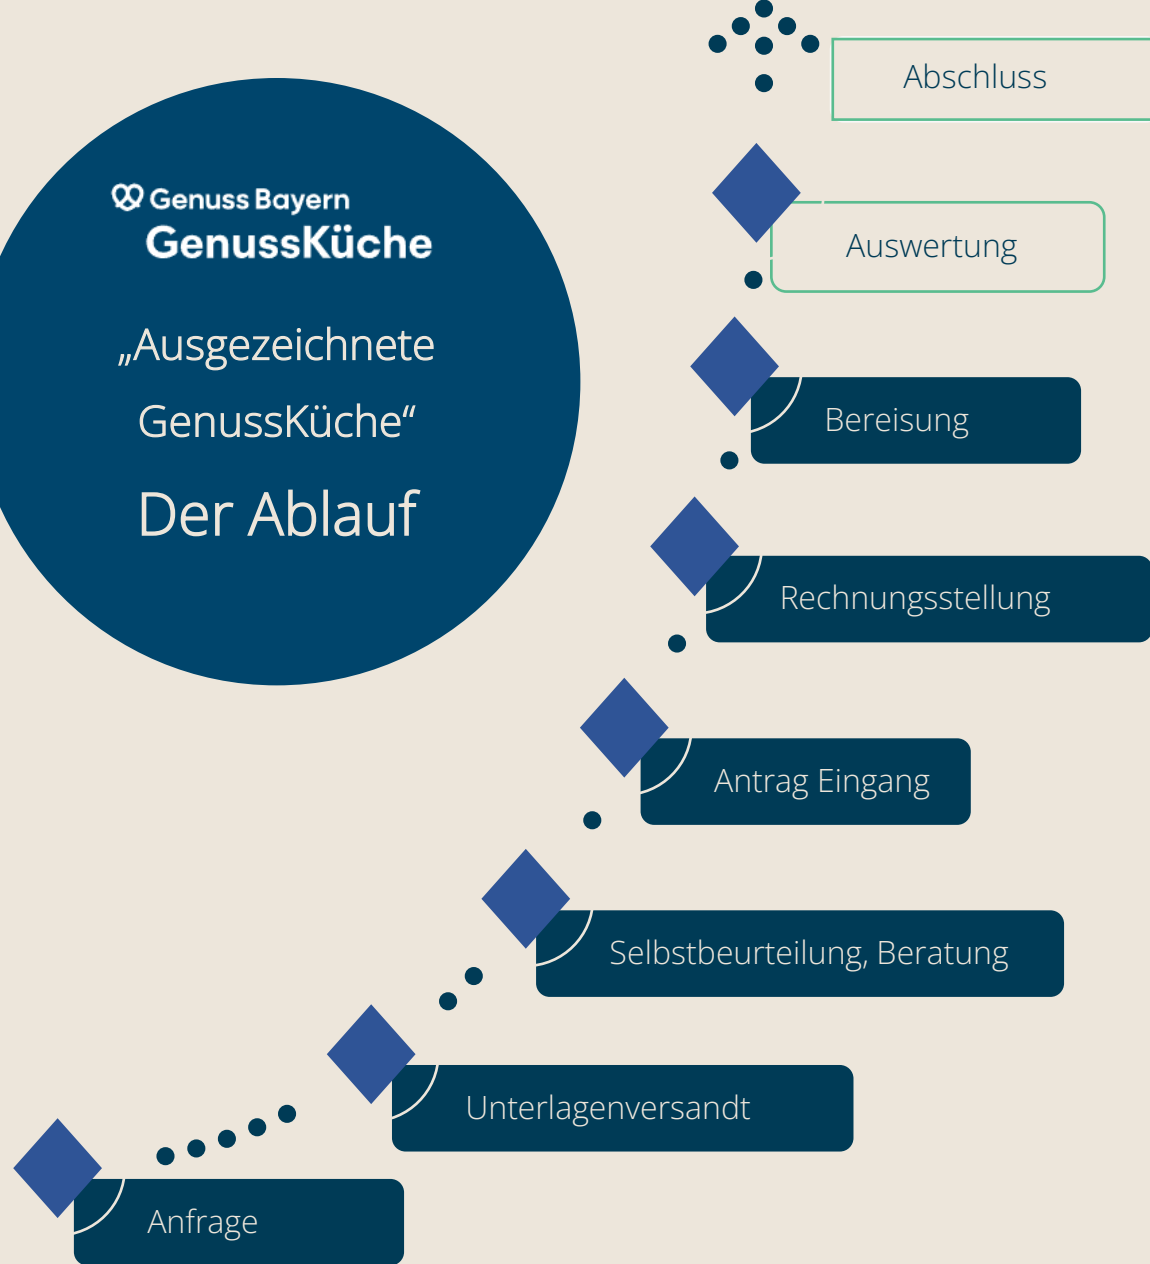 Genuss Bayern
GenussKüche
„Ausgezeichnete
GenussKüche“
Der Ablauf
Abschluss
Auswertung
Bereisung
Rechnungsstellung
Antrag Eingang
Selbstbeurteilung, Beratung
Unterlagenversandt
Anfrage